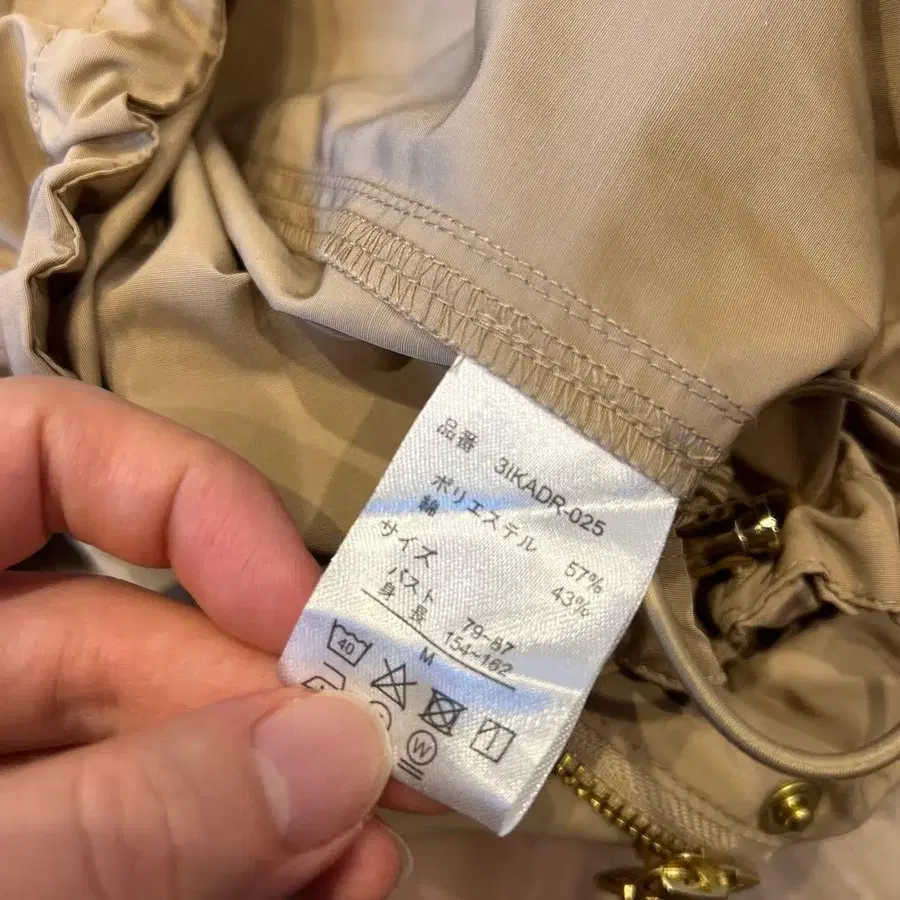 品番 3IKADR-025
ポリエステル 57%
綿 43%
サイズ
バスト 79-87
身長 154~162
M
40
W